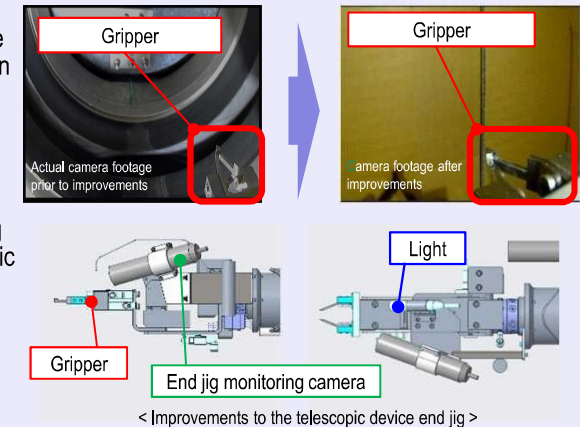 e
n
Gripper
Gripper
Actual camera footage
prior to improvements
Camera footage after
improvements
l
ic
Light
Gripper
End jig monitoring camera
< Improvements to the telescopic device end jig >